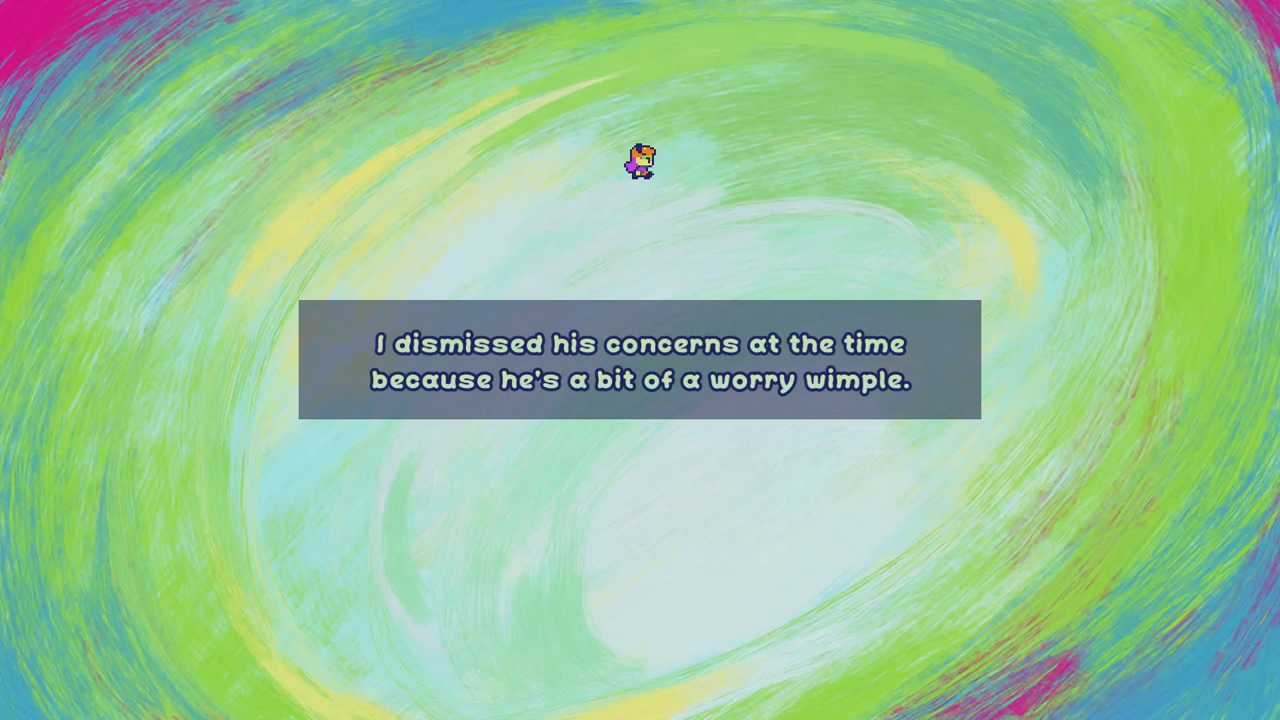 I dismissed his concerns at the time
because he's a bit of a worry wimple.